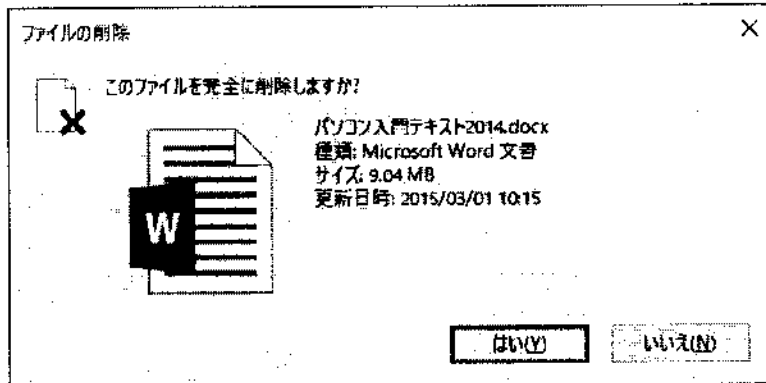 ファイルの削除
このファイルを完全に削除しますか?
パソコン入門テキスト2014.docx
種類: Microsoft Word 文書
サイズ: 9.04 MB
更新日時: 2015/03/01 10:15
W
はい(Y)
いいえ(N)